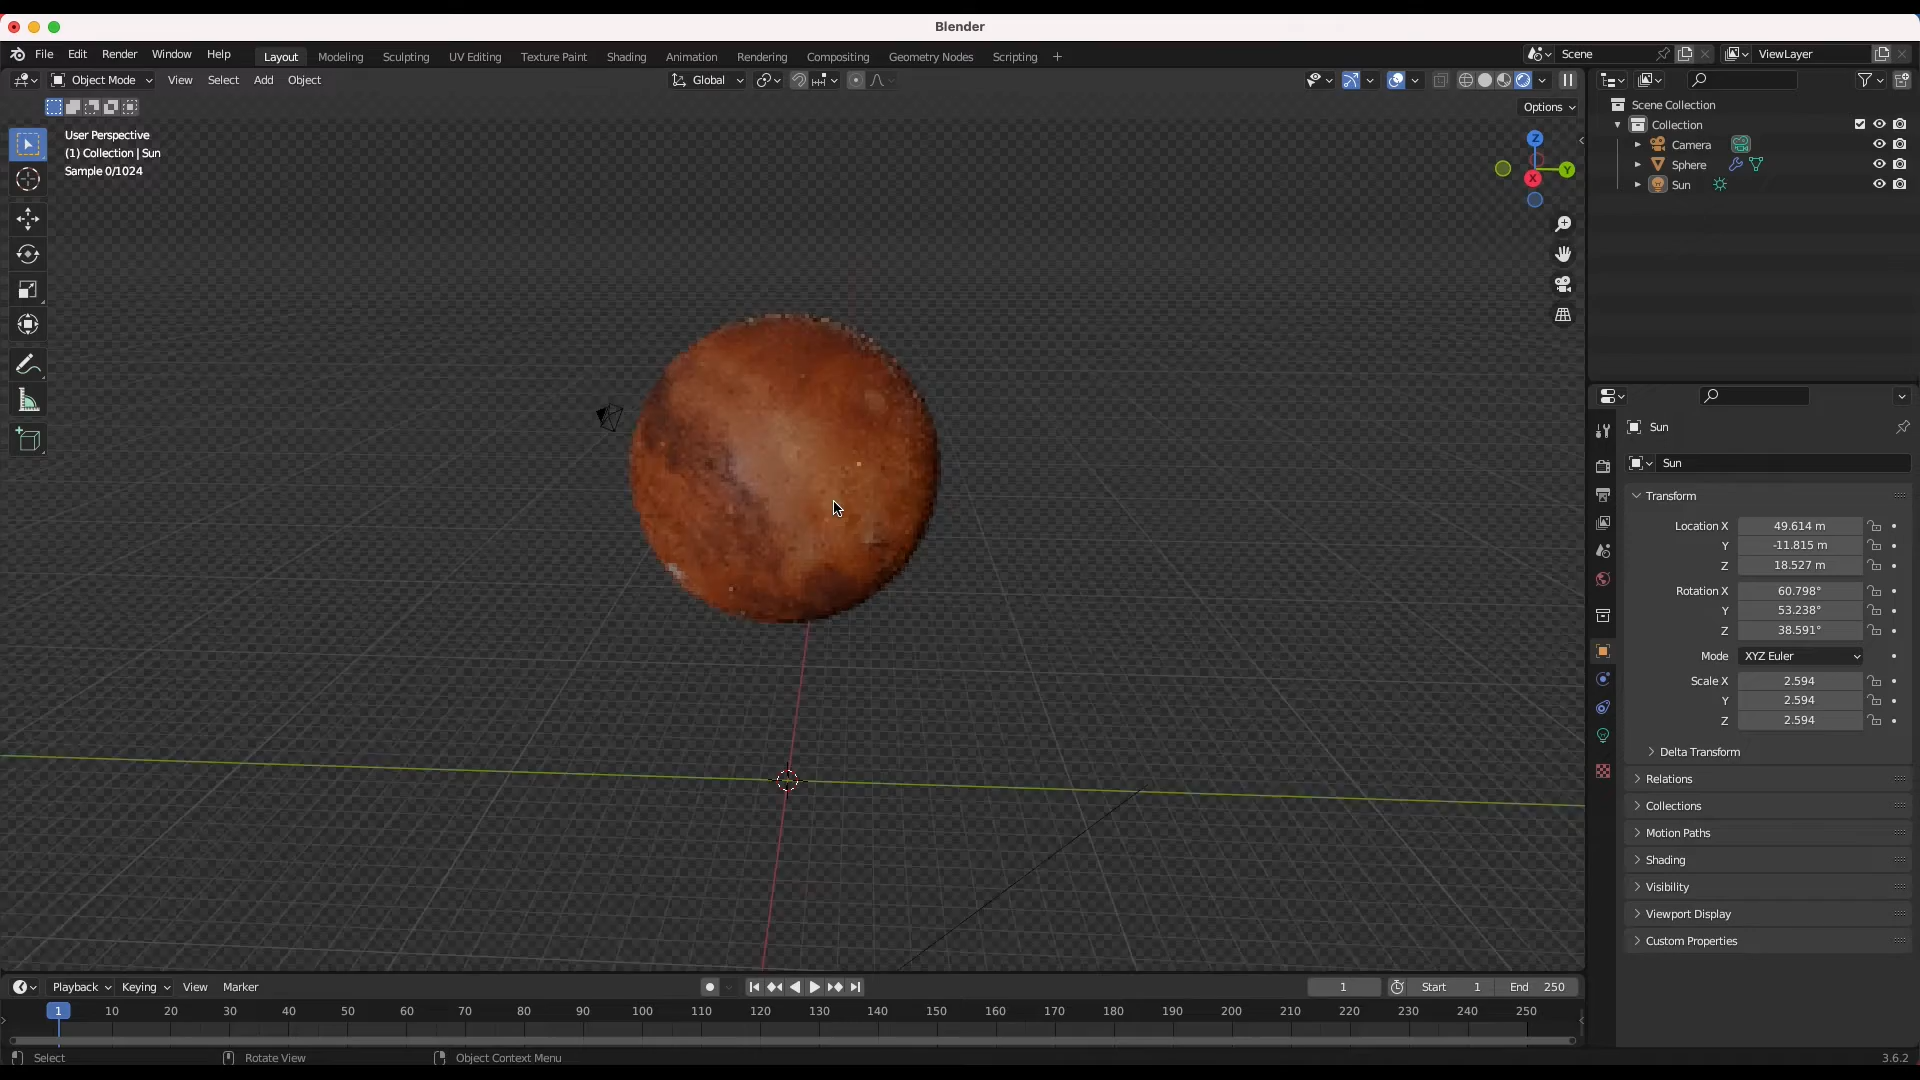 Blender
File Edit Render Window Help Layout Modeling Sculpting UV Editing Texture Paint Shading Animation Rendering Compositing Geometry Nodes Scripting + Scene ViewLayer
Object Mode View Select Add Object Global
Options
User Perspective
(1) Collection | Sun
Sample 0/1024
Z
Y
X
Scene Collection
Collection
Camera
Sphere
Sun
Sun
Sun
Transform
Location X 49.614 m
Y -11.815 m
Z 18.527 m
Rotation X 60.798°
Y 53.238°
Z 38.591°
Mode XYZ Euler
Scale X 2.594
Y 2.594
Z 2.594
Delta Transform
Relations
Collections
Motion Paths
Shading
Visibility
Viewport Display
Custom Properties
Playback Keying View Marker 1 Start 1 End 250
1 10 20 30 40 50 60 70 80 90 100 110 120 130 140 150 160 170 180 190 200 210 220 230 240 250
Select Rotate View Object Context Menu 3.6.2